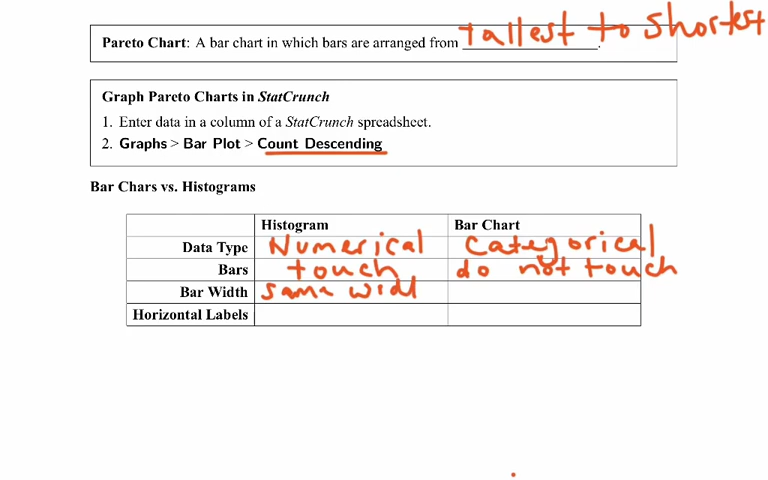 Pareto Chart: A bar chart in which bars are arranged from Tallest to shortest.
Graph Pareto Charts in StatCrunch
1. Enter data in a column of a StatCrunch spreadsheet.
2. Graphs > Bar Plot > Count Descending
Bar Chars vs. Histograms
Histogram Bar Chart
Data Type Numerical Categorical
Bars touch do not touch
Bar Width same wid
Horizontal Labels